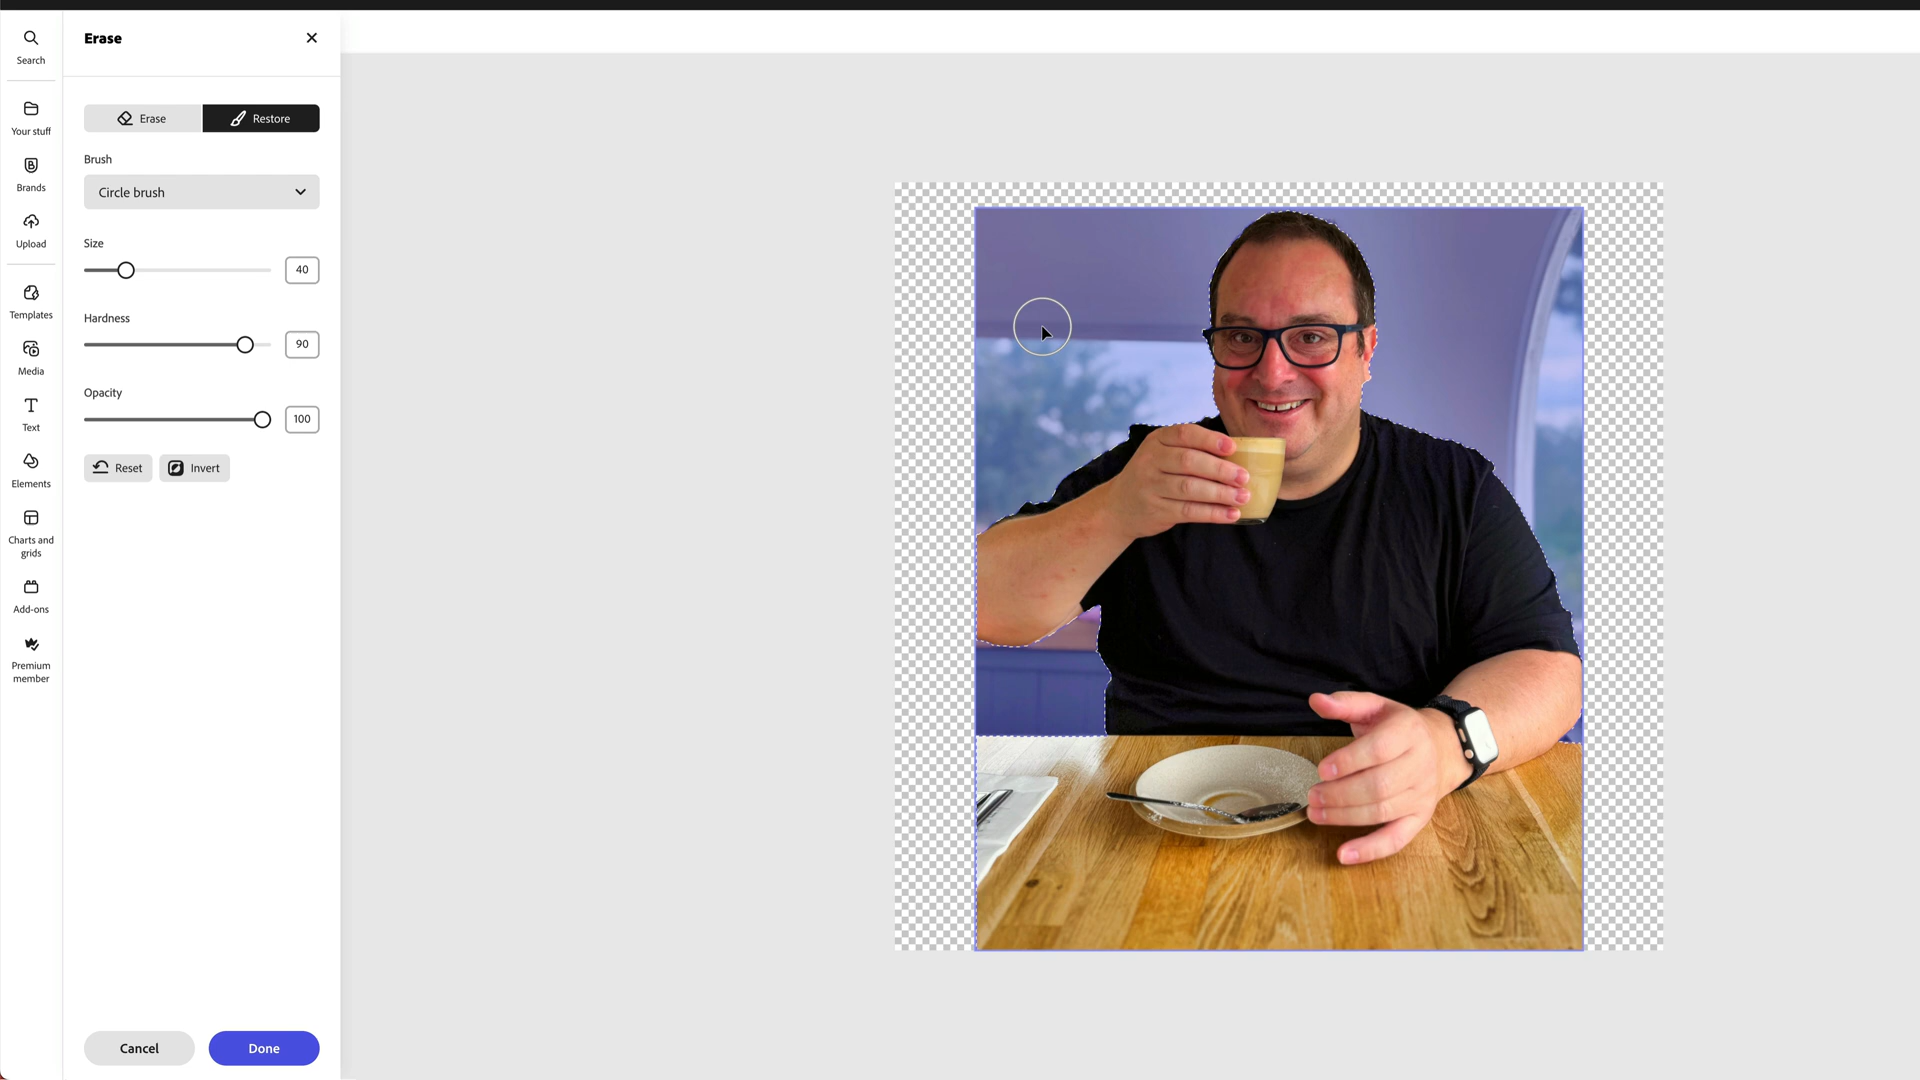 Search
Your stuff
Brands
Upload
Templates
Media
Text
Elements
Charts and
grids
Add-ons
Premium
member
Erase
Erase
Restore
Brush
Circle brush
Size
40
Hardness
90
Opacity
100
Reset
Invert
Cancel
Done